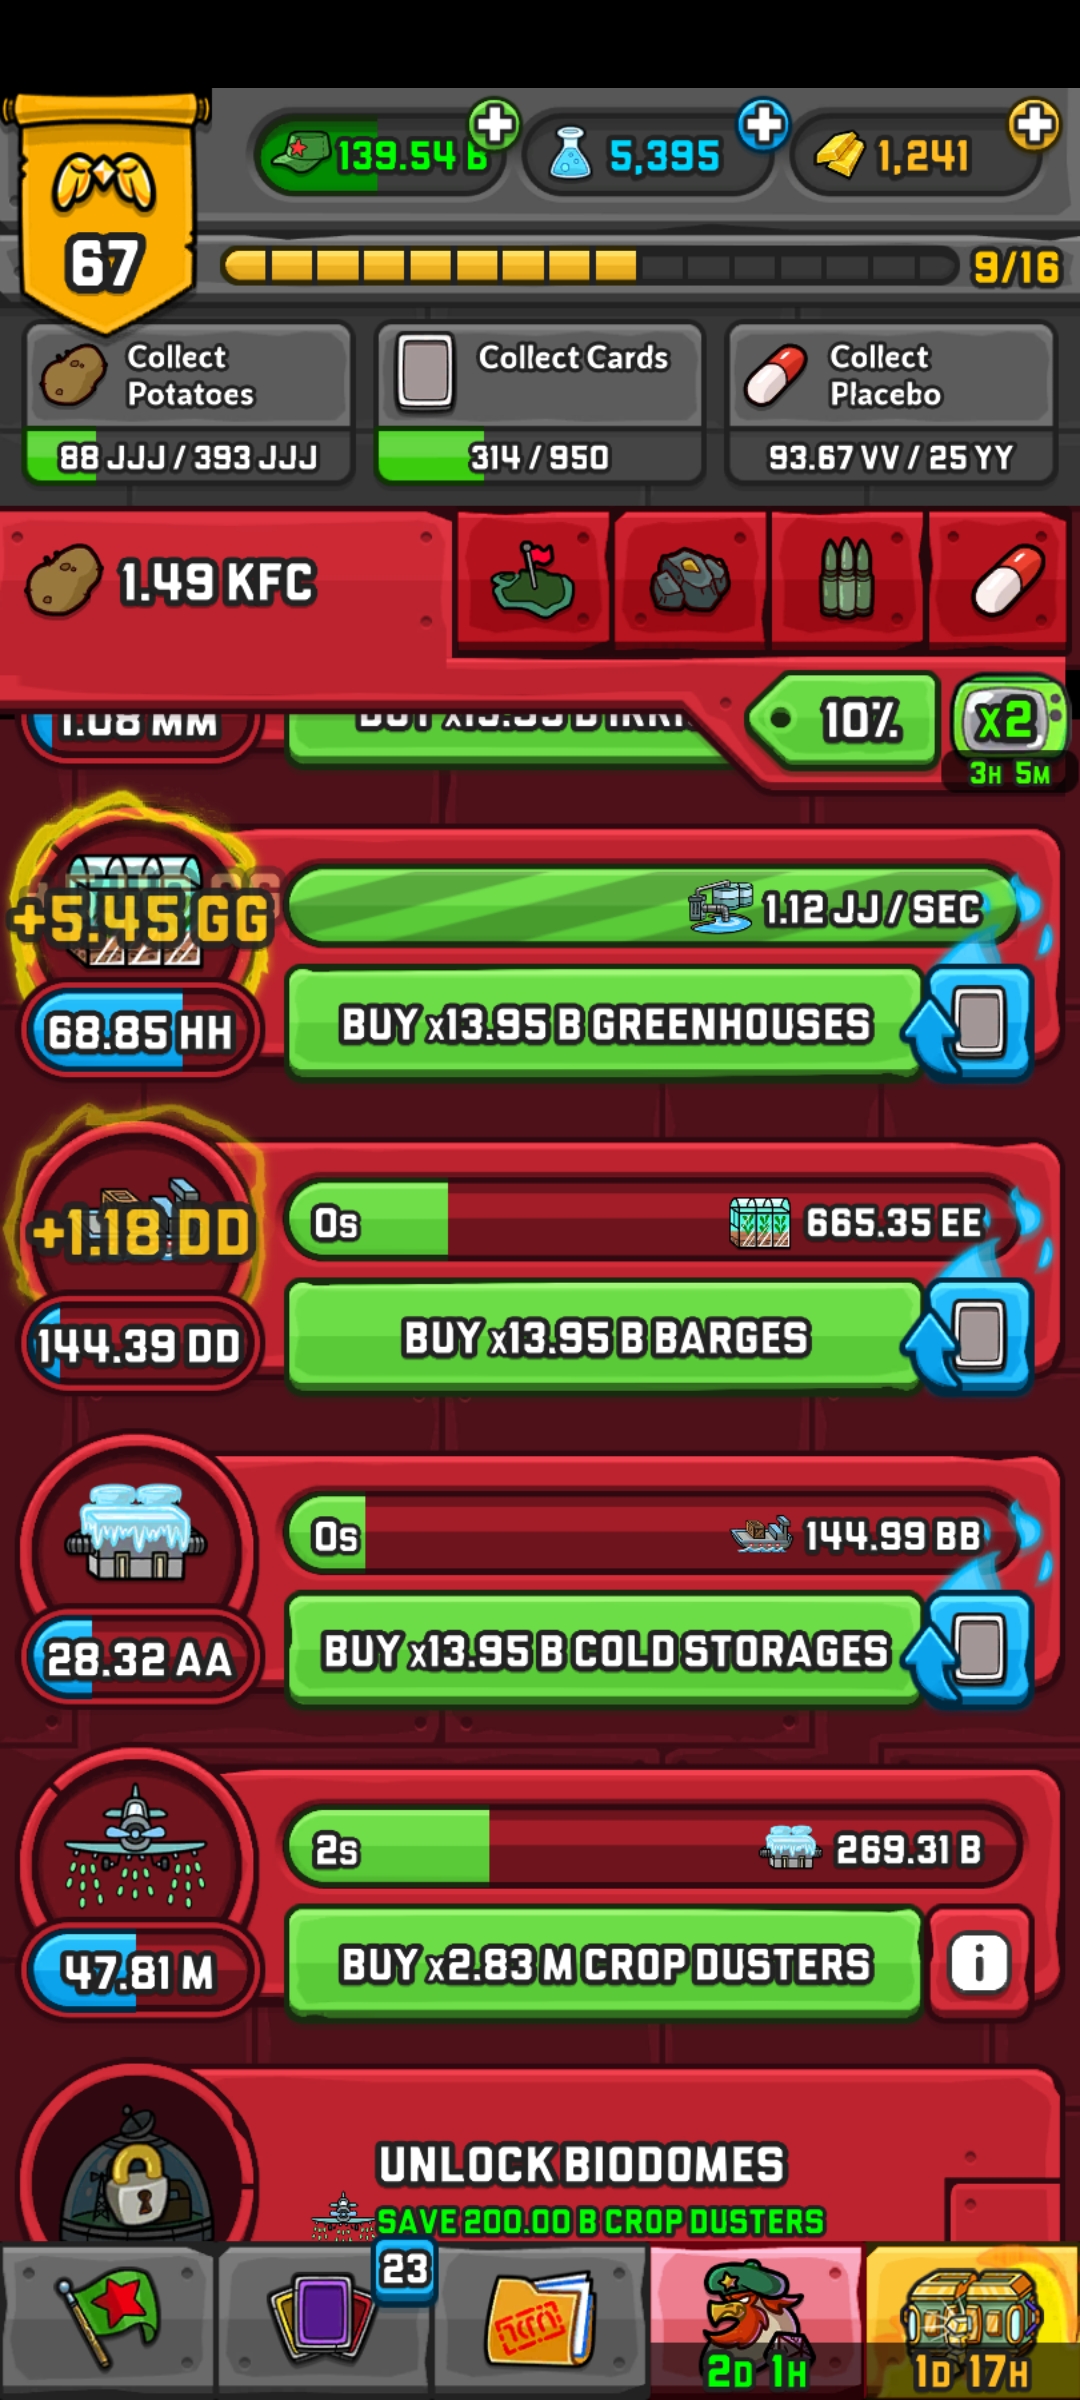 139.54 B
5,395
1,241
67
9/16
Collect
Potatoes
88 JJJ / 393 JJJ
Collect Cards
314 / 950
Collect
Placebo
93.67 VV / 25 YY
1.49 KFC
10%
x2
3H 5M
1.08 MM
+5.45 GG
1.12 JJ / SEC
68.85 HH
BUY x13.95 B GREENHOUSES
+1.18 DD
0s
665.35 EE
144.39 DD
BUY x13.95 B BARGES
0s
144.99 BB
28.32 AA
BUY x13.95 B COLD STORAGES
2s
269.31 B
47.81 M
BUY x2.83 M CROP DUSTERS
i
UNLOCK BIODOMES
SAVE 200.00 B CROP DUSTERS
23
2D 1H
1D 17H